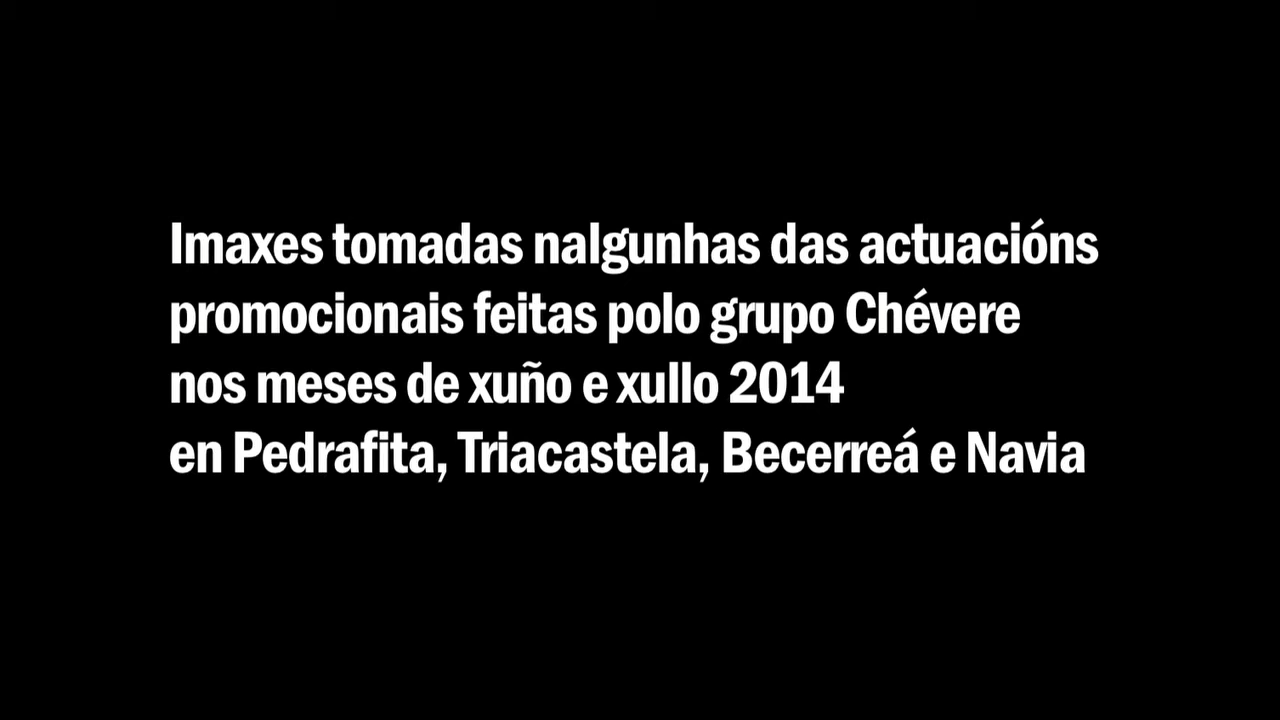 Imaxes tomadas nalgunhas das actuacións
promocionais feitas polo grupo Chévere
nos meses de xuño e xullo 2014
en Pedrafita, Triacastela, Becerreá e Navia